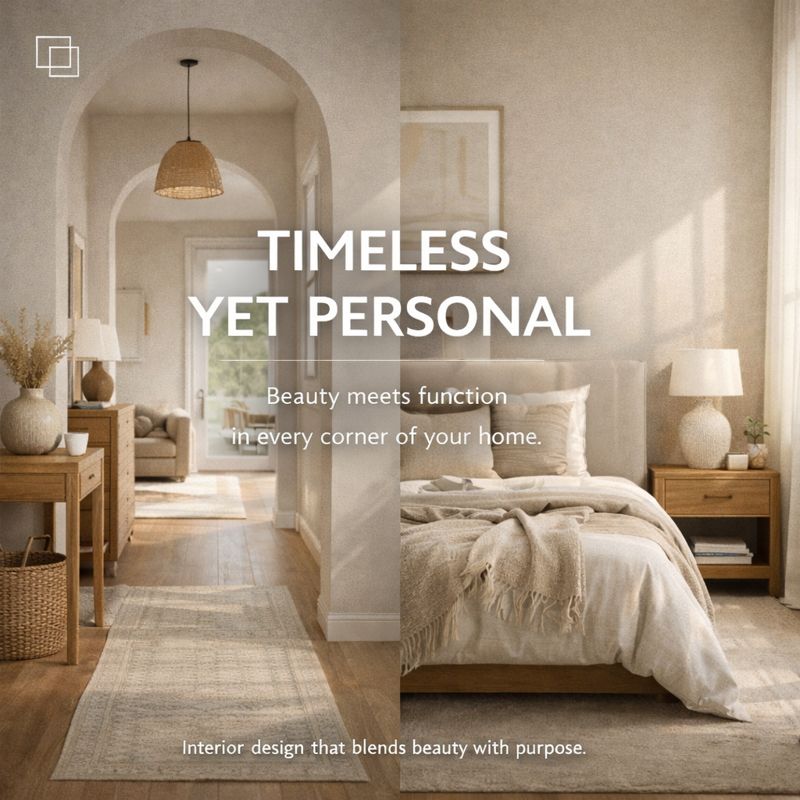 TIMELESS
YET PERSONAL
Beauty meets function
in every corner of your home.
Interior design that blends beauty with purpose.